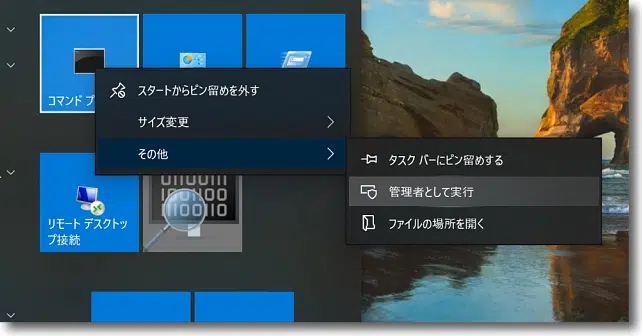 コマンド プ
スタートからピン留めを外す
サイズ変更
その他
タスク バーにピン留めする
管理者として実行
ファイルの場所を開く
リモート デスクトッ
プ接続
010
100100
110010